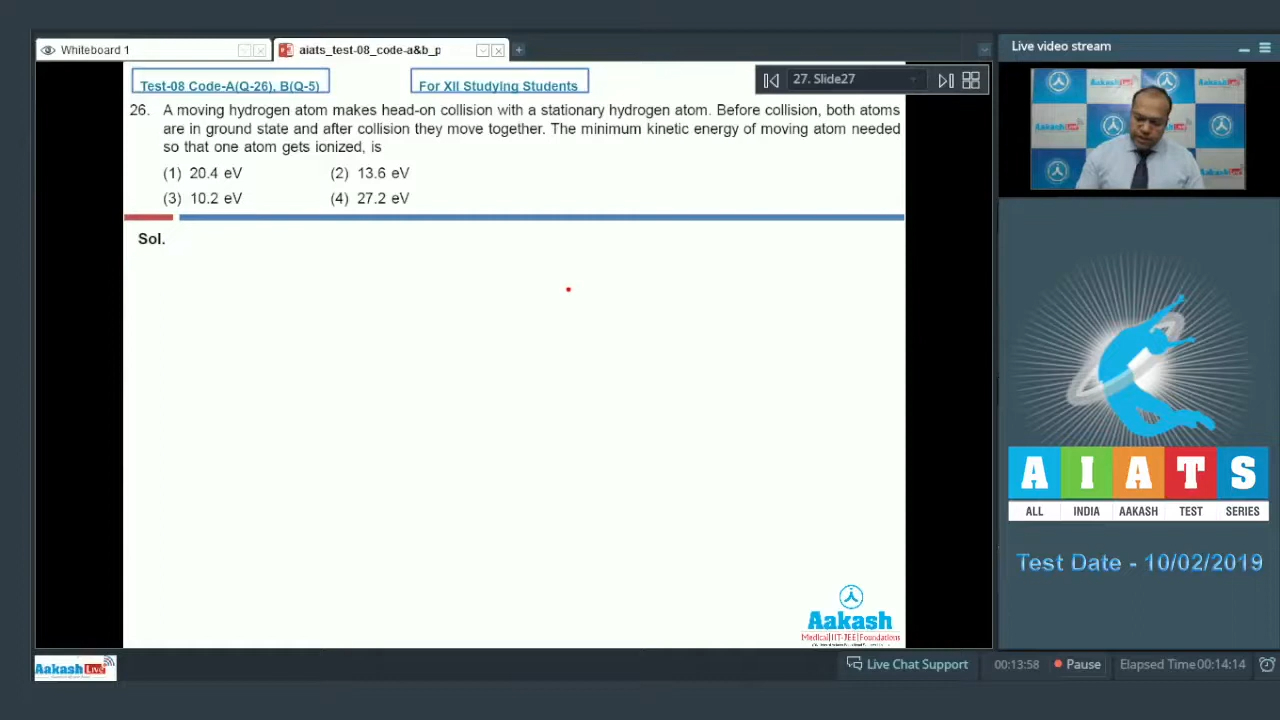 Whiteboard 1
aiats_test-08_code-a&b_p
Live video stream
Test-08 Code-A(Q-26), B(Q-5)
For XII Studying Students
27. Slide27
26. A moving hydrogen atom makes head-on collision with a stationary hydrogen atom. Before collision, both atoms
are in ground state and after collision they move together. The minimum kinetic energy of moving atom needed
so that one atom gets ionized, is
(1) 20.4 eV (2) 13.6 eV
(3) 10.2 eV (4) 27.2 eV
Sol.
A I A T S
ALL INDIA AAKASH TEST SERIES
Test Date - 10/02/2019
Aakash
Medical|IIT-JEE|Foundations
Aakash Live
Live Chat Support
00:13:58
Pause
Elapsed Time 00:14:14